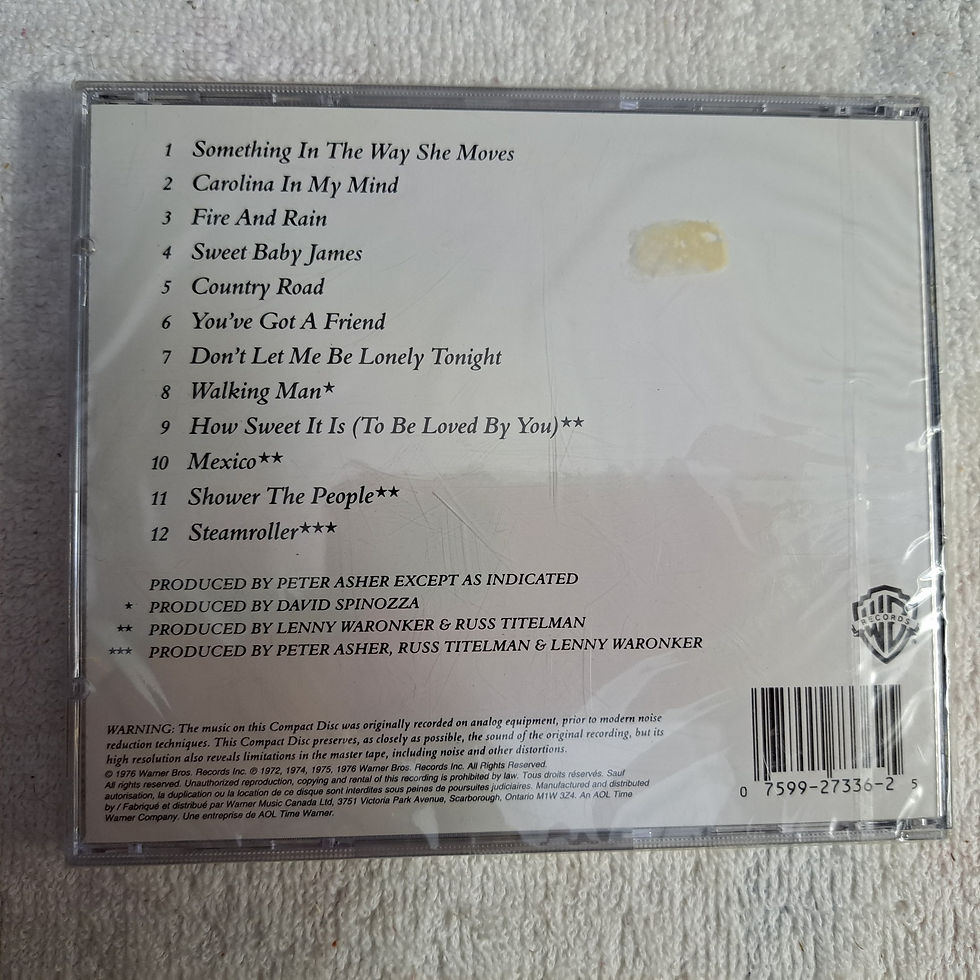 1 Something In The Way She Moves
2 Carolina In My Mind
3 Fire And Rain
4 Sweet Baby James
5 Country Road
6 You've Got A Friend
7 Don't Let Me Be Lonely Tonight
8 Walking Man★
9 How Sweet It Is (To Be Loved By You)★★
10 Mexico★★
11 Shower The People★★
12 Steamroller★★★
PRODUCED BY PETER ASHER EXCEPT AS INDICATED
★ PRODUCED BY DAVID SPINOZZA
★★ PRODUCED BY LENNY WARONKER & RUSS TITELMAN
★★★ PRODUCED BY PETER ASHER, RUSS TITELMAN & LENNY WARONKER
WB
RECORDS
WARNING: The music on this Compact Disc was originally recorded on analog equipment, prior to modern noise
reduction techniques. This Compact Disc preserves, as closely as possible, the sound of the original recording, but its
high resolution also reveals limitations in the master tape, including noise and other distortions.
© 1976 Warner Bros. Records Inc. ℗ 1972, 1974, 1975, 1976 Warner Bros. Records Inc. All Rights Reserved.
All rights reserved. Unauthorized reproduction, copying and rental of this recording is prohibited by law. Tous droits réservés. Sauf
autorisation, la duplication ou la location de ce disque sont interdites sous peines de poursuites judiciaires. Manufactured and distributed
by / Fabriqué et distribué par Warner Music Canada Ltd, 3751 Victoria Park Avenue, Scarborough, Ontario M1W 3Z4. An AOL Time
Warner Company. Une entreprise de AOL Time Warner.
0 7599-27336-2 5